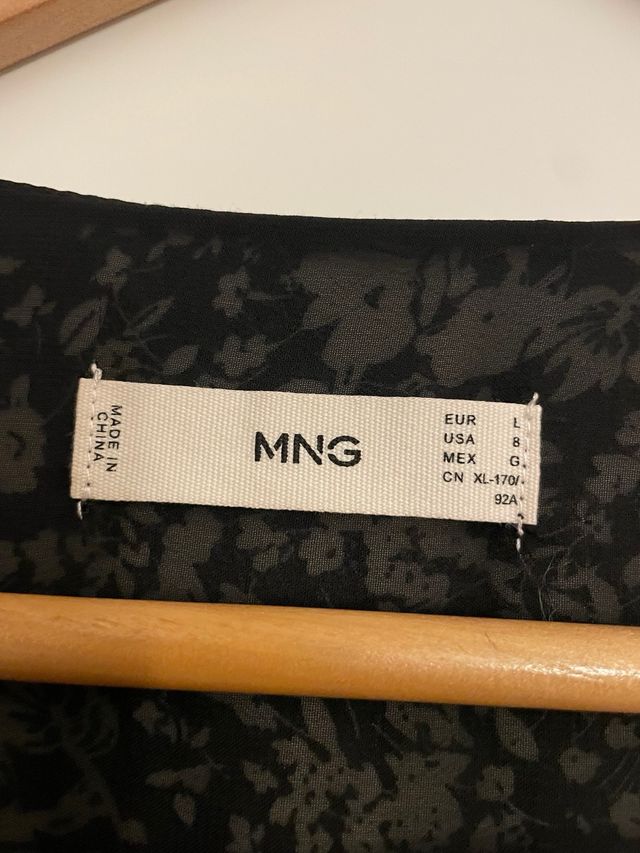 MADE IN
CHINA
MNG
EUR L
USA 8
MEX G
CN XL-170/
92A